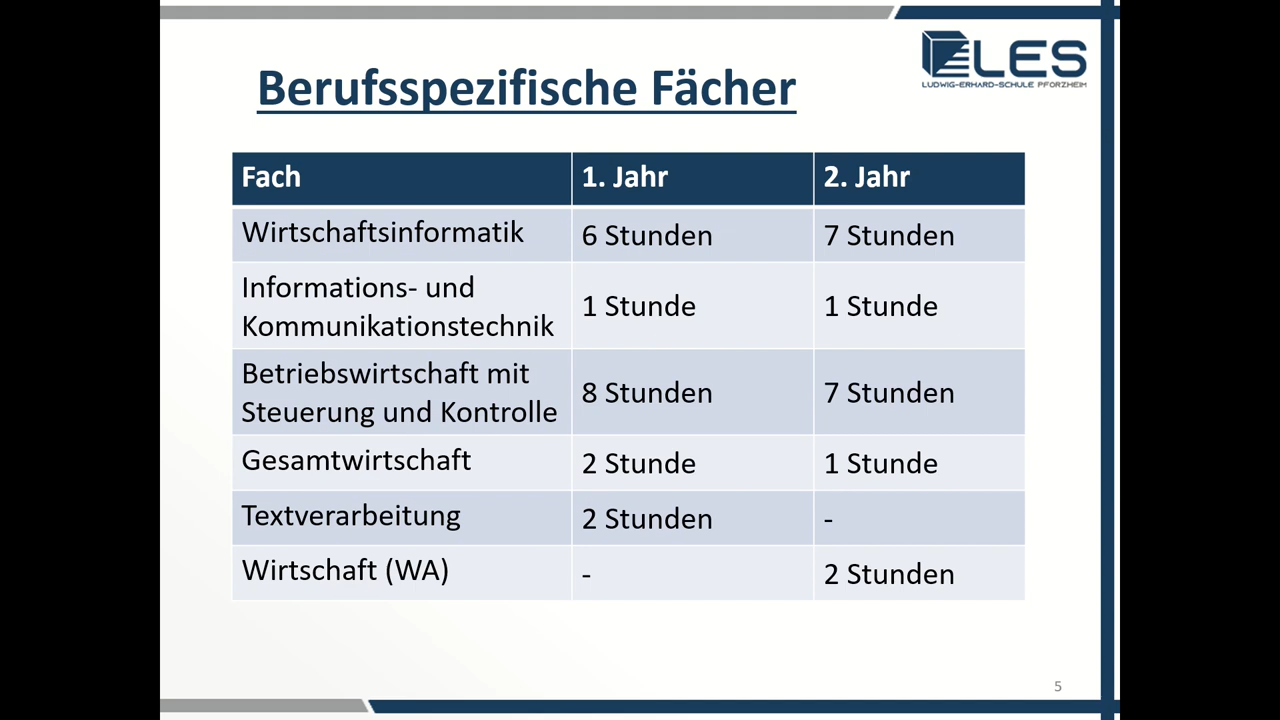 LES
LUDWIG-ERHARD-SCHULE PFORZHEIM
Berufsspezifische Fächer
Fach 1. Jahr 2. Jahr
Wirtschaftsinformatik 6 Stunden 7 Stunden
Informations- und
Kommunikationstechnik 1 Stunde 1 Stunde
Betriebswirtschaft mit
Steuerung und Kontrolle 8 Stunden 7 Stunden
Gesamtwirtschaft 2 Stunde 1 Stunde
Textverarbeitung 2 Stunden -
Wirtschaft (WA) - 2 Stunden
5